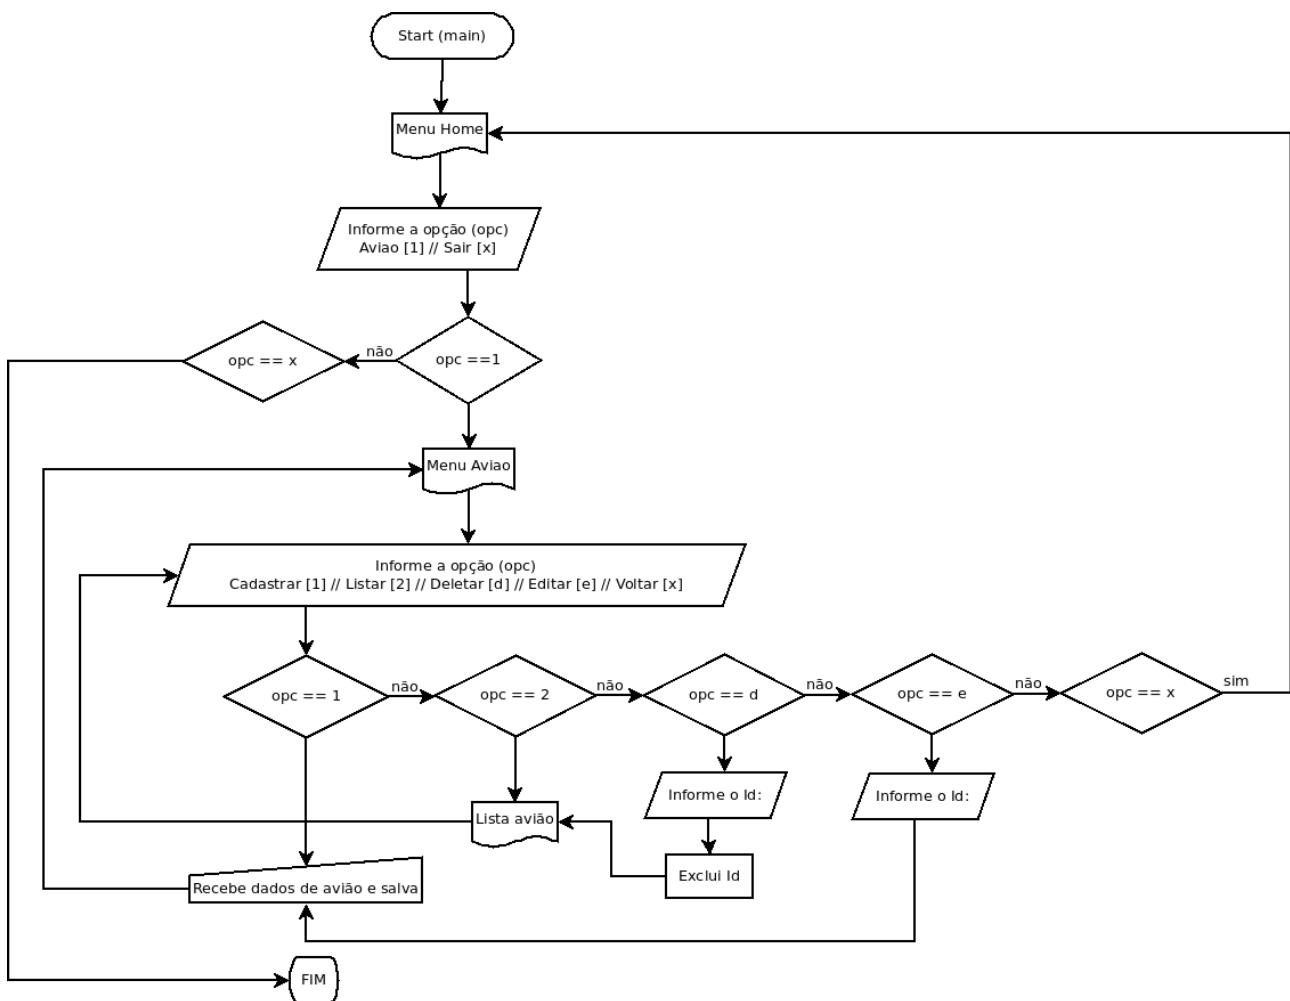 Start (main)
Menu Home
Informe a opção (opc)
Aviao [1] // Sair [x]
opc == x
não
opc ==1
Menu Aviao
Informe a opção (opc)
Cadastrar [1] // Listar [2] // Deletar [d] // Editar [e] // Voltar [x]
opc == 1
não
opc == 2
não
opc == d
não
opc == e
não
opc == x
sim
Informe o Id:
Informe o Id:
Lista avião
Exclui Id
Recebe dados de avião e salva
FIM